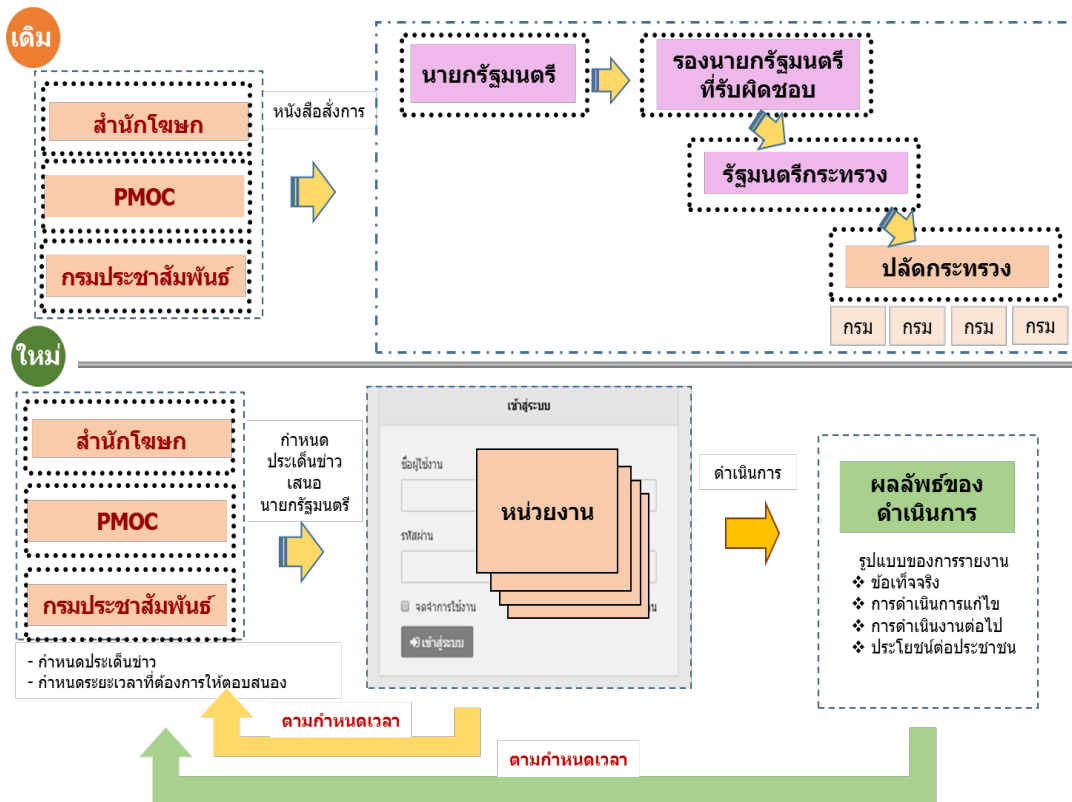 เดิม
สำนักโฆษก
PMOC
กรมประชาสัมพันธ์
หนังสือสั่งการ
นายกรัฐมนตรี
รองนายกรัฐมนตรี
ที่รับผิดชอบ
รัฐมนตรีกระทรวง
ปลัดกระทรวง
กรม
กรม
กรม
กรม
ใหม่
สำนักโฆษก
PMOC
กรมประชาสัมพันธ์
- กำหนดประเด็นข่าว
- กำหนดระยะเวลาที่ต้องการให้ตอบสนอง
กำหนด
ประเด็นข่าว
เสนอ
นายกรัฐมนตรี
เข้าสู่ระบบ
ชื่อผู้ใช้งาน
รหัสผ่าน
จดจำการใช้งาน
เข้าสู่ระบบ
หน่วยงาน
ดำเนินการ
ผลลัพธ์ของ
ดำเนินการ
รูปแบบของการรายงาน
❖ ข้อเท็จจริง
❖ การดำเนินการแก้ไข
❖ การดำเนินงานต่อไป
❖ ประโยชน์ต่อประชาชน
ตามกำหนดเวลา
ตามกำหนดเวลา